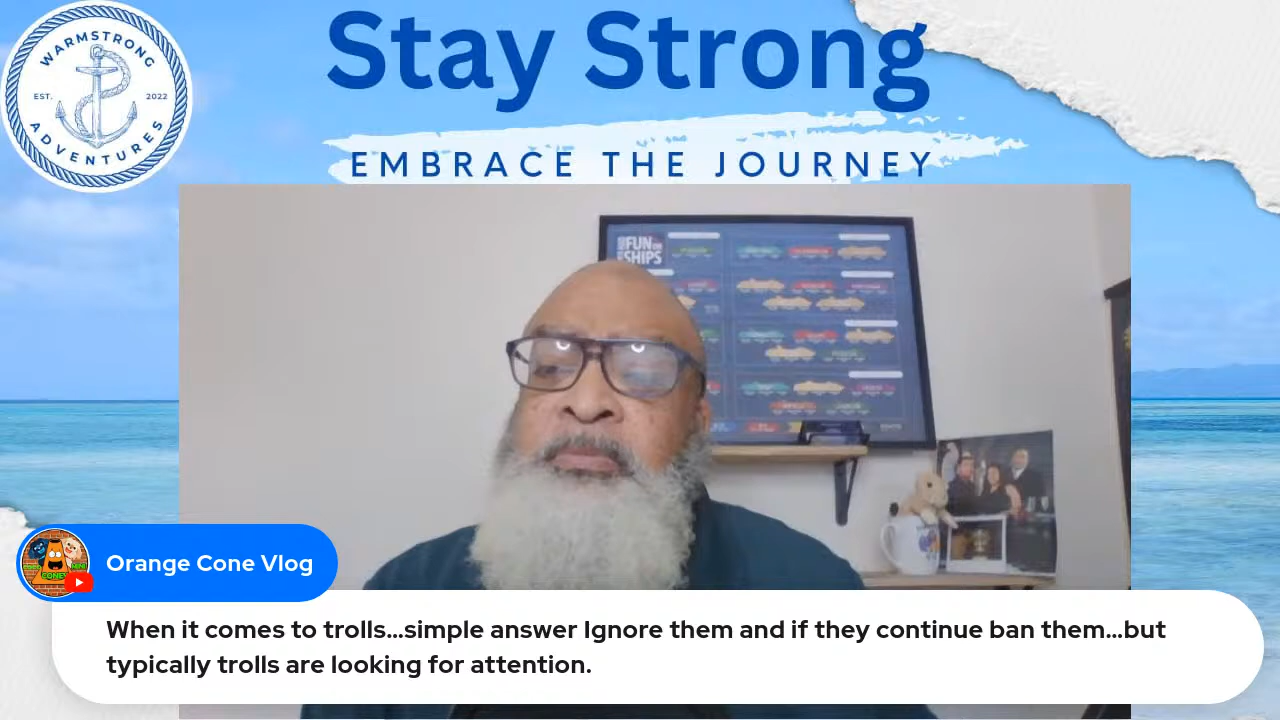 WARMSTRONG
EST. 2022
ADVENTURES
Stay Strong
EMBRACE THE JOURNEY
FUN
SHIPS
Orange Cone Vlog
When it comes to trolls...simple answer Ignore them and if they continue ban them...but
typically trolls are looking for attention.